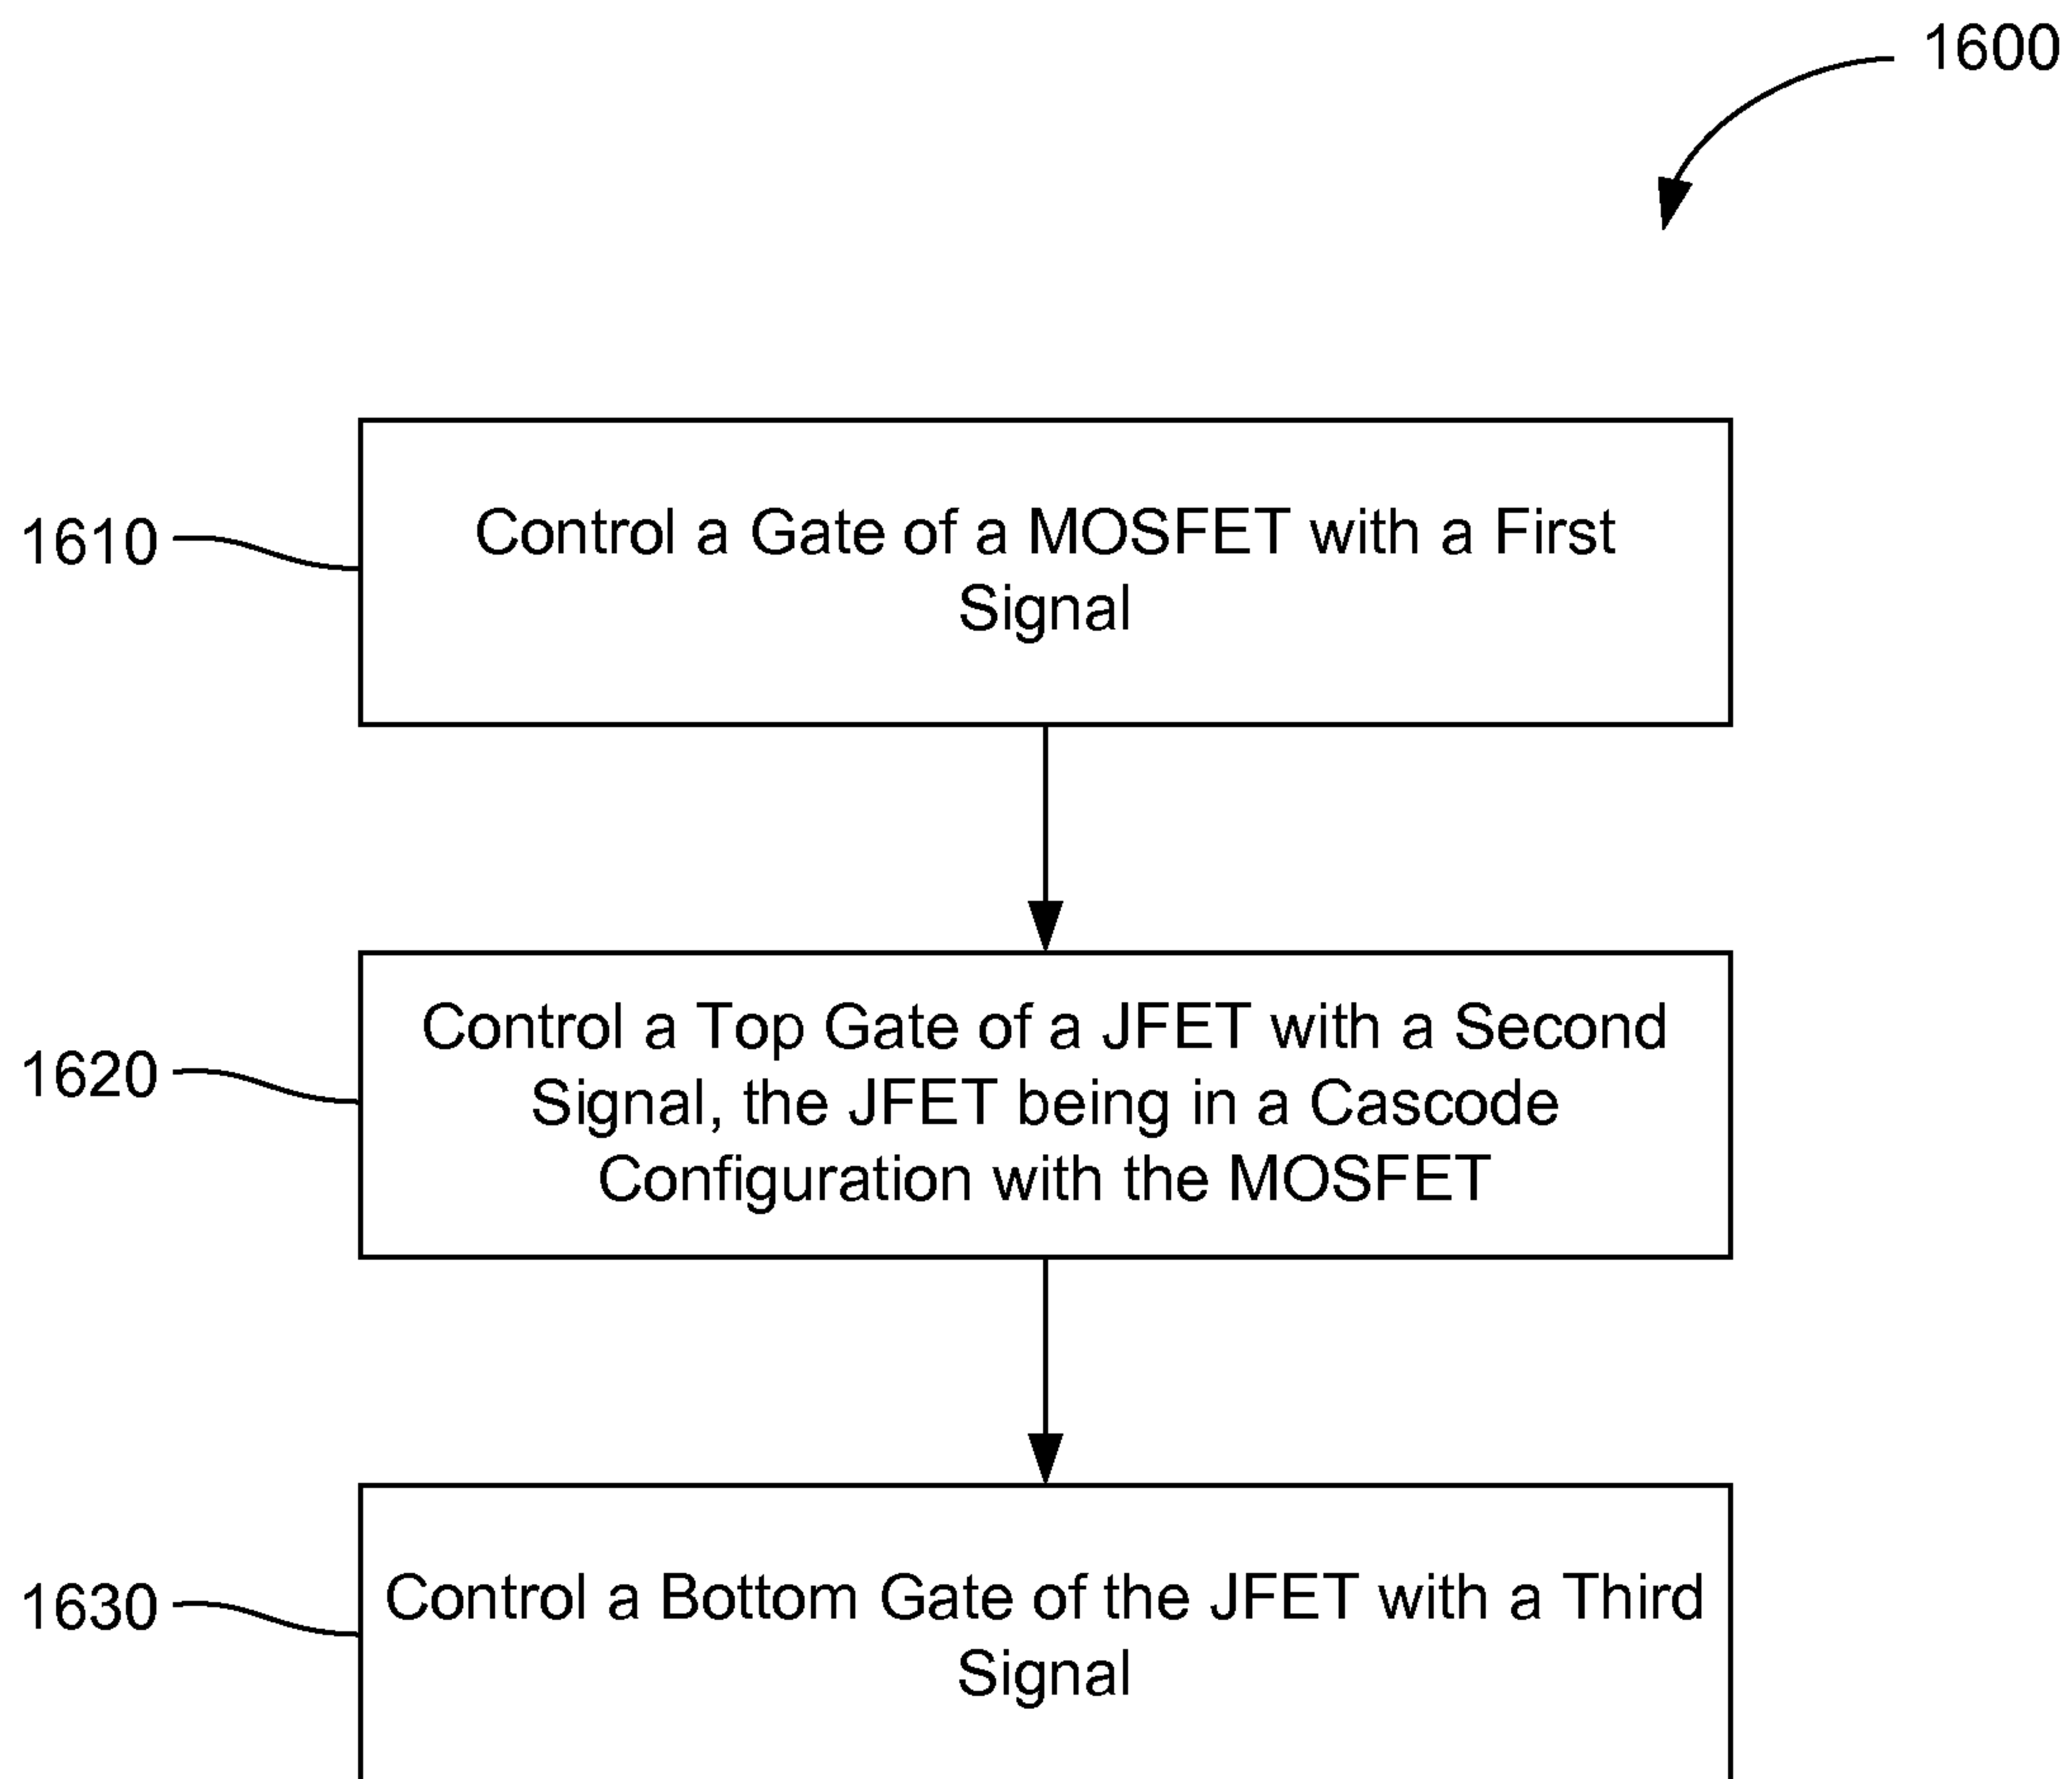 1600
1610
Control a Gate of a MOSFET with a First
Signal
1620
Control a Top Gate of a JFET with a Second
Signal, the JFET being in a Cascode
Configuration with the MOSFET
1630
Control a Bottom Gate of the JFET with a Third
Signal